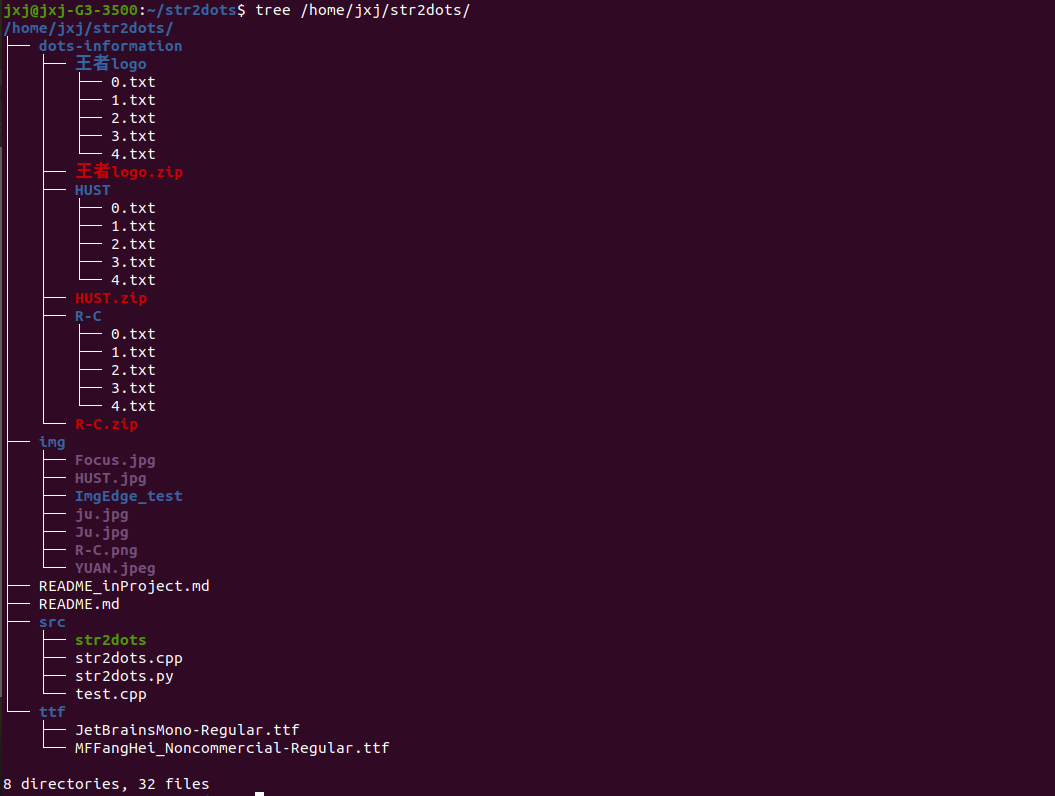 jxj@jxj-G3-3500:~/str2dots$ tree /home/jxj/str2dots/
/home/jxj/str2dots/
├── dots-information
│   ├── 王者logo
│   │   ├── 0.txt
│   │   ├── 1.txt
│   │   ├── 2.txt
│   │   ├── 3.txt
│   │   └── 4.txt
│   ├── 王者logo.zip
│   ├── HUST
│   │   ├── 0.txt
│   │   ├── 1.txt
│   │   ├── 2.txt
│   │   ├── 3.txt
│   │   └── 4.txt
│   ├── HUST.zip
│   ├── R-C
│   │   ├── 0.txt
│   │   ├── 1.txt
│   │   ├── 2.txt
│   │   ├── 3.txt
│   │   └── 4.txt
│   └── R-C.zip
├── img
│   ├── Focus.jpg
│   ├── HUST.jpg
│   ├── ImgEdge_test
│   ├── ju.jpg
│   ├── Ju.jpg
│   ├── R-C.png
│   └── YUAN.jpeg
├── README_inProject.md
├── README.md
├── src
│   ├── str2dots
│   ├── str2dots.cpp
│   ├── str2dots.py
│   └── test.cpp
└── ttf
    ├── JetBrainsMono-Regular.ttf
    └── MFFangHei_Noncommercial-Regular.ttf

8 directories, 32 files